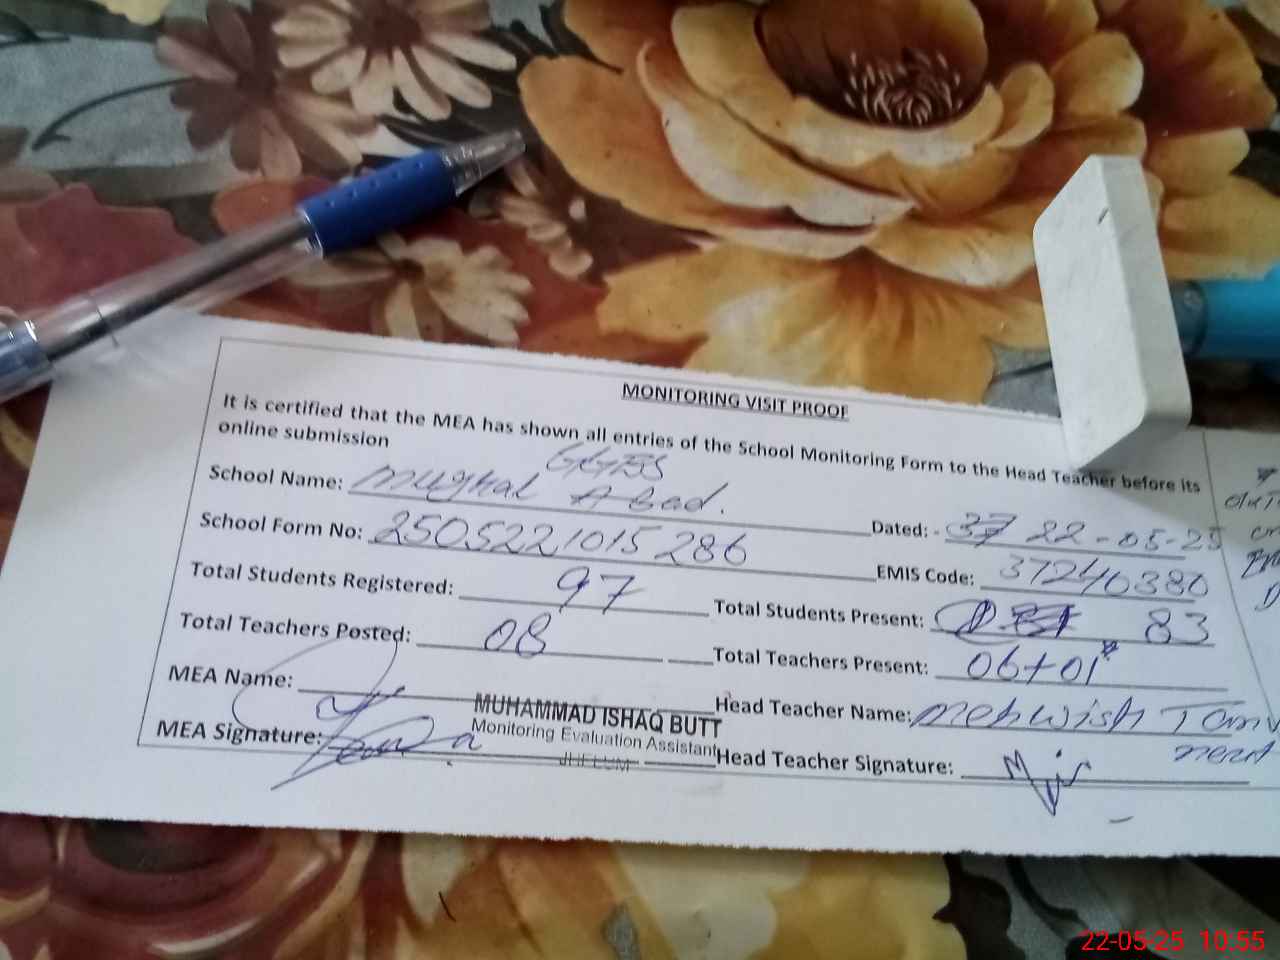 MONITORING VISIT PROOF
It is certified that the MEA has shown all entries of the School Monitoring Form to the Head Teacher before its
online submission
School Name: Mughal Abad.
Dated: - 22-05-25
School Form No: 2505221015286
EMIS Code: 37240380
Total Students Registered: 97
Total Students Present: 83
Total Teachers Posted: 08
Total Teachers Present: 06+01
MEA Name:
MUHAMMAD ISHAQ BUTT
Monitoring Evaluation Assistant
JHELUM
Head Teacher Name: Mehwish
MEA Signature:
Head Teacher Signature:
22-05-25 10:55